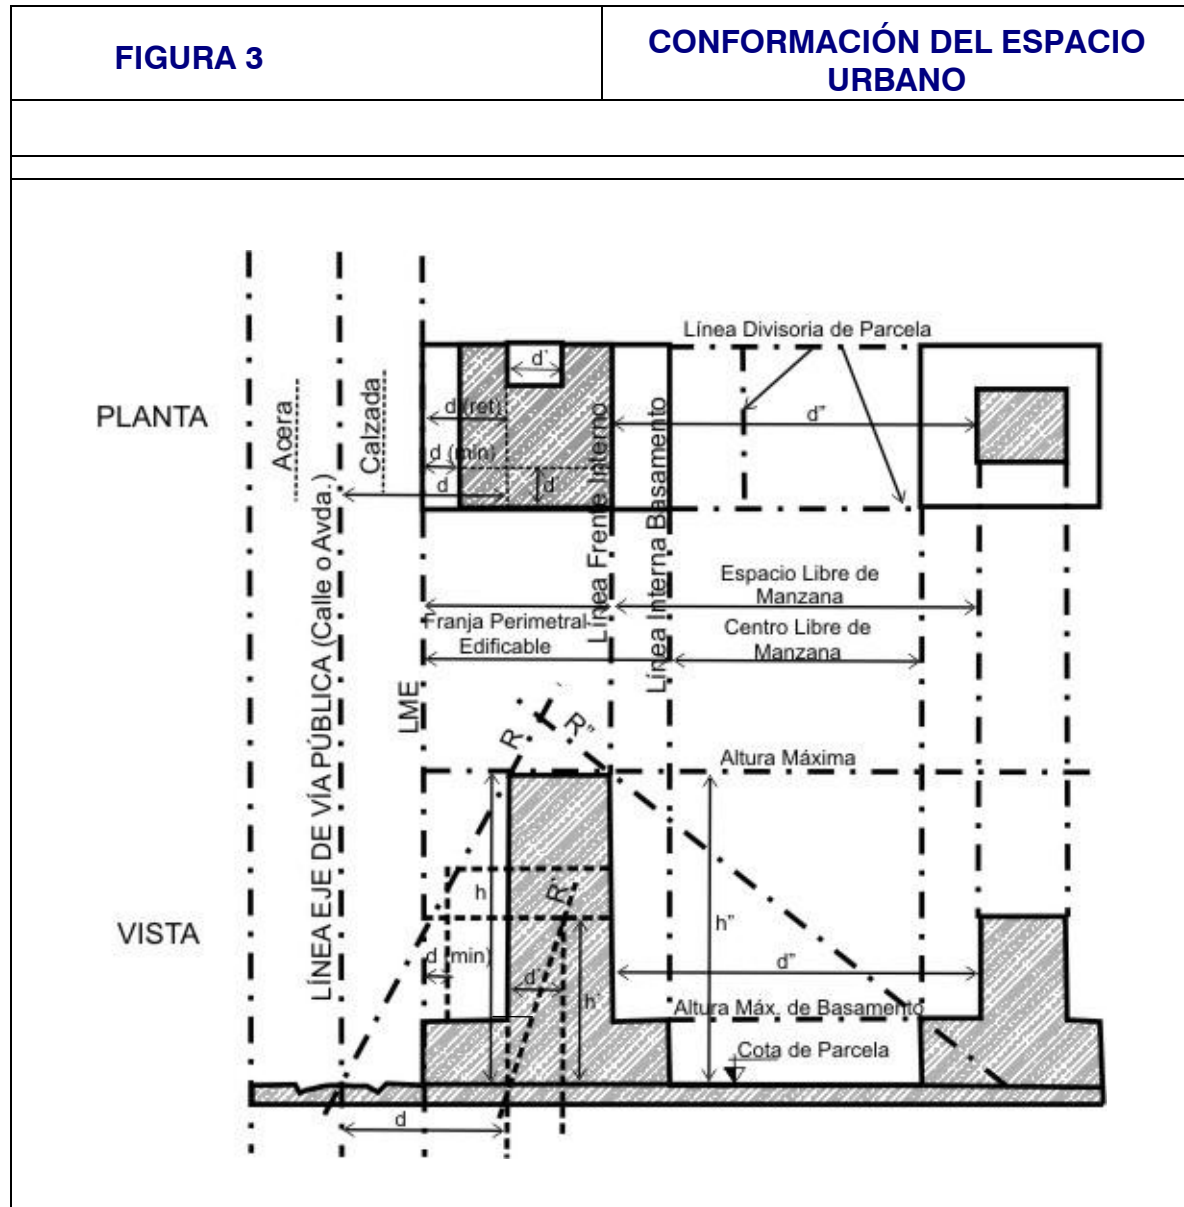 FIGURA 3
CONFORMACIÓN DEL ESPACIO
URBANO
Línea Divisoria de Parcela
d`
PLANTA
Acera
Calzada
d (ret)
d"
d (min)
d
d
Línea Frente Interno
Línea Interna Basamento
LÍNEA EJE DE VÍA PÚBLICA (Calle o Avda.)
Espacio Libre de
Manzana
Franja Perimetral
Edificable
Centro Libre de
Manzana
LME
R
R"
Altura Máxima
h
R`
h"
VISTA
d (min)
d`
h`
d"
Altura Máx. de Basamento
Cota de Parcela
d